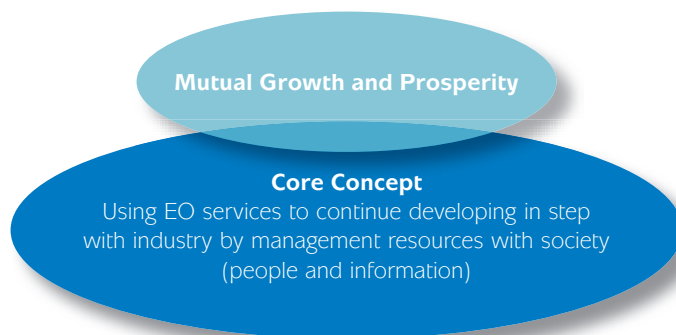 Mutual Growth and Prosperity
Core Concept
Using EO services to continue developing in step
with industry by management resources with society
(people and information)